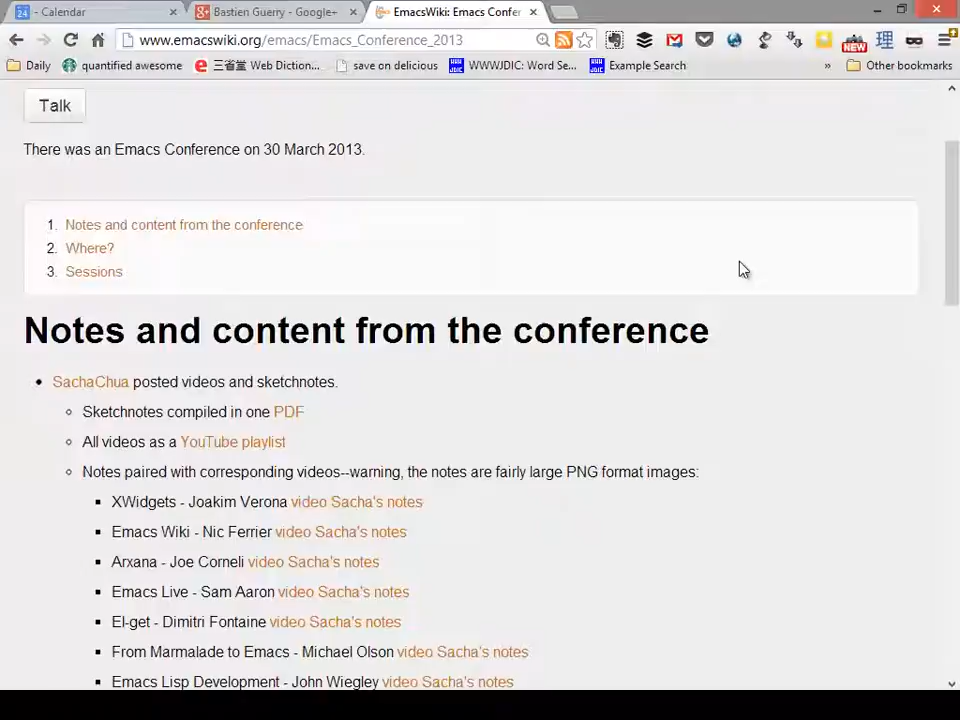 24 - Calendar
Bastien Guerry - Google+
EmacsWiki: Emacs Confer
www.emacswiki.org/emacs/Emacs_Conference_2013
NEW
理
Daily
quantified awesome
三省堂 Web Diction...
save on delicious
WWWJDIC: Word Se...
Example Search
»
Other bookmarks
Talk
There was an Emacs Conference on 30 March 2013.
1. Notes and content from the conference
2. Where?
3. Sessions
Notes and content from the conference
SachaChua posted videos and sketchnotes.
Sketchnotes compiled in one PDF
All videos as a YouTube playlist
Notes paired with corresponding videos--warning, the notes are fairly large PNG format images:
XWidgets - Joakim Verona video Sacha's notes
Emacs Wiki - Nic Ferrier video Sacha's notes
Arxana - Joe Corneli video Sacha's notes
Emacs Live - Sam Aaron video Sacha's notes
El-get - Dimitri Fontaine video Sacha's notes
From Marmalade to Emacs - Michael Olson video Sacha's notes
Emacs Lisp Development - John Wiegley video Sacha's notes